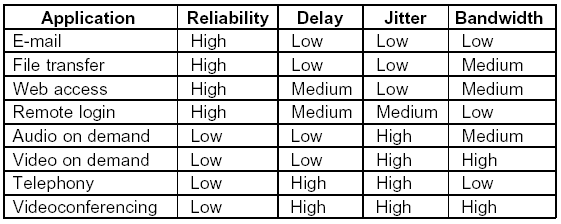 Application Reliability Delay Jitter Bandwidth
E-mail High Low Low Low
File transfer High Low Low Medium
Web access High Medium Low Medium
Remote login High Medium Medium Low
Audio on demand Low Low High Medium
Video on demand Low Low High High
Telephony Low High High Low
Videoconferencing Low High High High